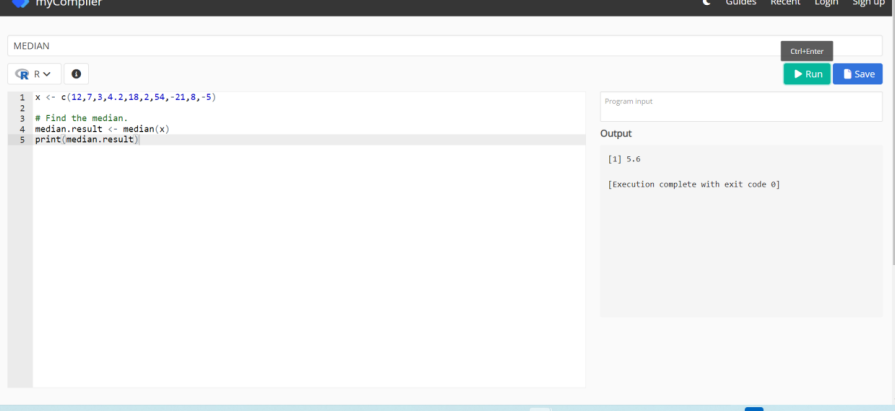 myCompiler
Guides Recent Login Sign up
MEDIAN
Ctrl+Enter
R R
Run Save
1 x <- c(12,7,3,4.2,18,2,54,-21,8,-5)
2
3 # Find the median.
4 median.result <- median(x)
5 print(median.result)
Program input
Output
[1] 5.6
[Execution complete with exit code 0]